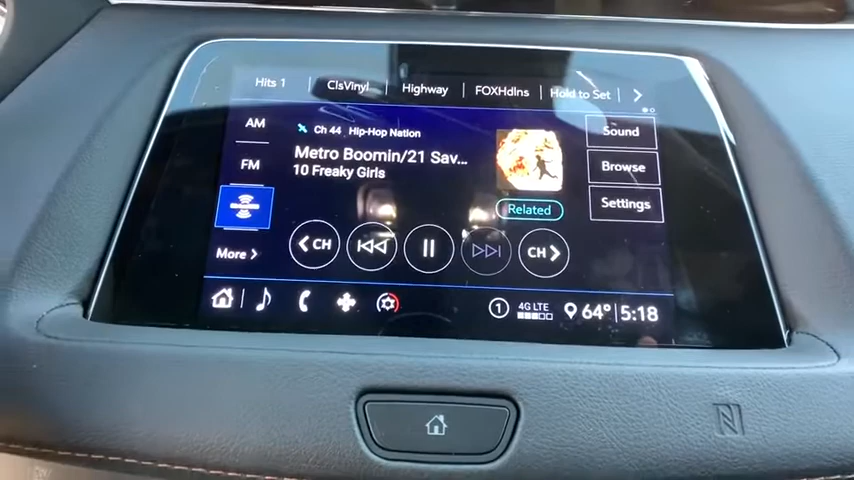 Hits 1 ClsVinyl Highway FOXHdlns Hold to Set
AM
FM
More
Ch 44 Hip-Hop Nation
Metro Boomin/21 Sav...
10 Freaky Girls
Related
Sound
Browse
Settings
CH
CH
1 4G LTE 64° 5:18